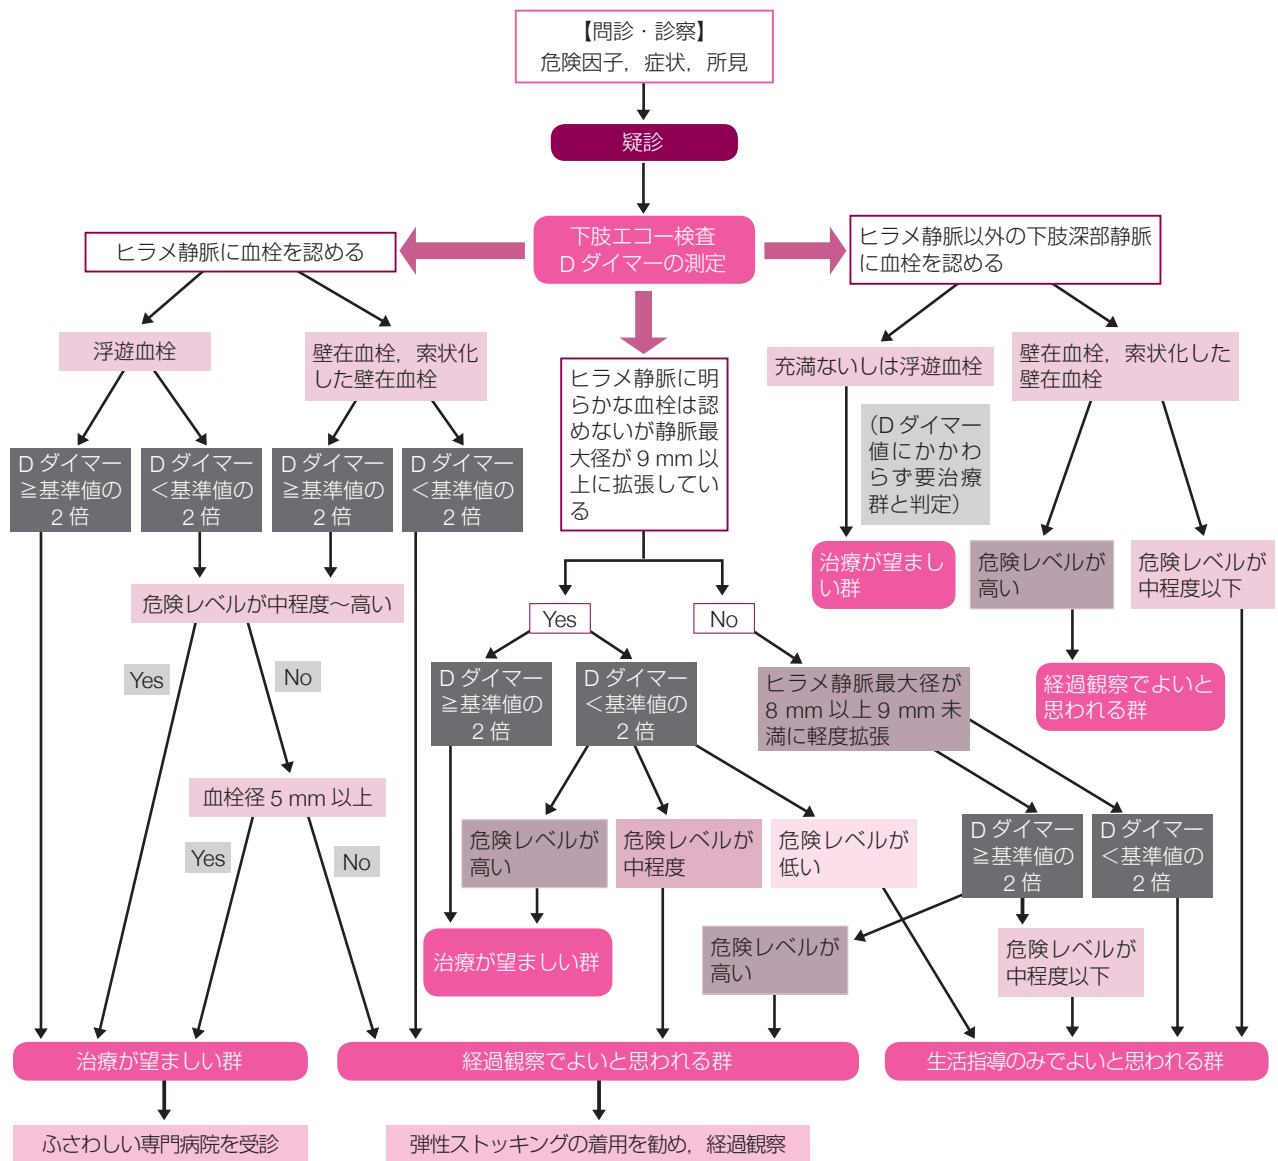 【問診・診察】
危険因子，症状，所見
疑診
下肢エコー検査
D ダイマーの測定
ヒラメ静脈に血栓を認める
ヒラメ静脈以外の下肢深部静脈
に血栓を認める
浮遊血栓
壁在血栓，索状化
した壁在血栓
D ダイマー
≧基準値の
2 倍
D ダイマー
＜基準値の
2 倍
D ダイマー
≧基準値の
2 倍
D ダイマー
＜基準値の
2 倍
危険レベルが中程度～高い
Yes
No
血栓径 5 mm 以上
Yes
No
ヒラメ静脈に明
らかな血栓は認
めないが静脈最
大径が 9 mm 以
上に拡張してい
る
Yes
No
D ダイマー
≧基準値の
2 倍
D ダイマー
＜基準値の
2 倍
ヒラメ静脈最大径が
8 mm 以上 9 mm 未
満に軽度拡張
危険レベルが
高い
危険レベルが
中程度
危険レベルが
低い
D ダイマー
≧基準値の
2 倍
D ダイマー
＜基準値の
2 倍
治療が望ましい群
危険レベルが
高い
危険レベルが
中程度以下
充満ないしは浮遊血栓
壁在血栓，索状化した
壁在血栓
（D ダイマー
値にかかわ
らず要治療
群と判定）
治療が望まし
い群
危険レベルが
高い
危険レベルが
中程度以下
経過観察でよいと
思われる群
治療が望ましい群
経過観察でよいと思われる群
生活指導のみでよいと思われる群
ふさわしい専門病院を受診
弾性ストッキングの着用を勧め，経過観察